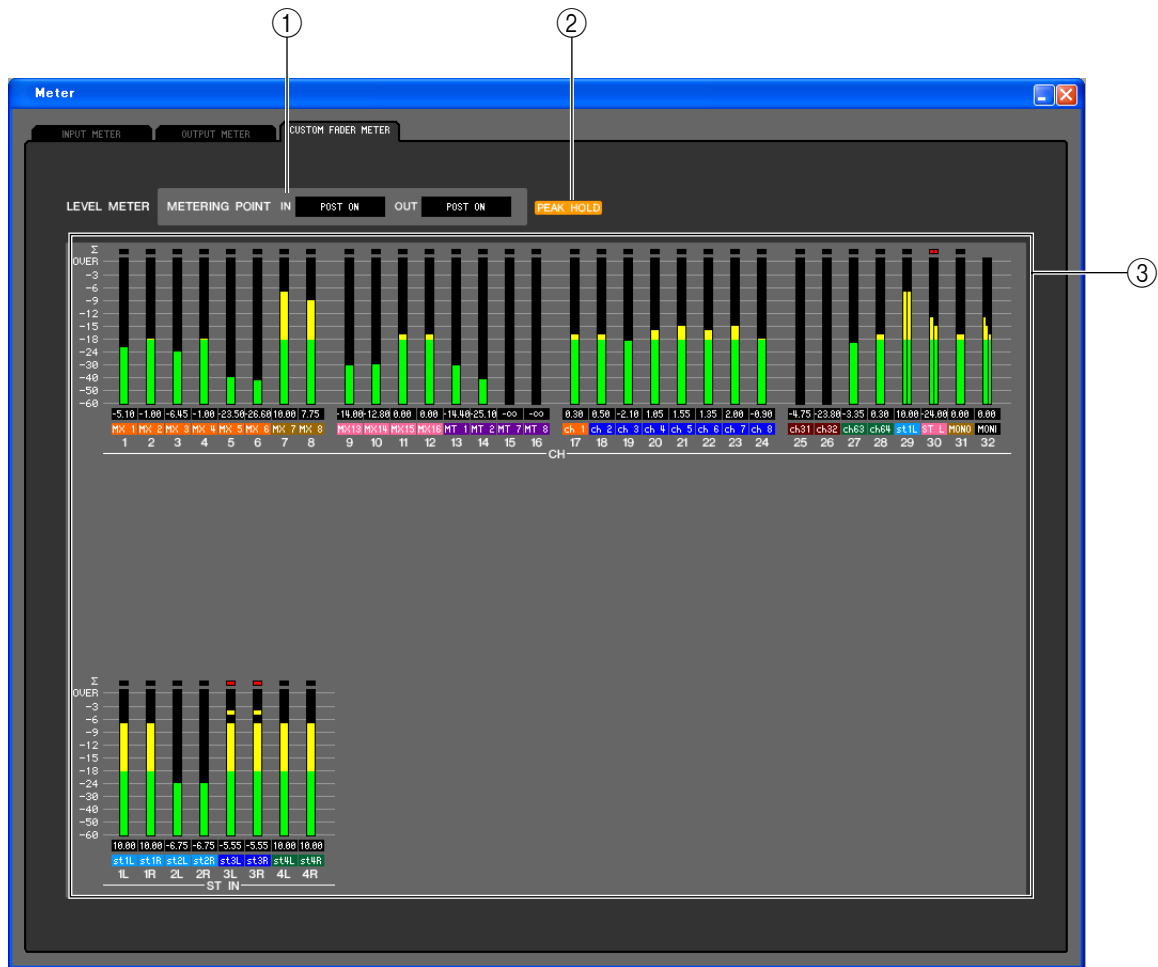 1 2
Meter
INPUT METER OUTPUT METER CUSTOM FADER METER
LEVEL METER METERING POINT IN POST ON OUT POST ON PEAK HOLD
3
Σ
OVER
-3
-6
-9
-12
-15
-18
-24
-30
-40
-50
-60
-5.10 -1.00 -6.45 -1.00 -23.50 -26.60 10.00 7.75 -14.00 -12.80 0.00 0.00 -14.40 -25.10 -∞ -∞ 0.30 0.50 -2.10 1.05 1.55 1.35 2.00 -0.90 -4.75 -23.80 -3.35 0.30 10.00 -24.00 0.00 0.00
MX 1 MX 2 MX 3 MX 4 MX 5 MX 6 MX 7 MX 8 MX13 MX14 MX15 MX16 MT 1 MT 2 MT 7 MT 8 ch 1 ch 2 ch 3 ch 4 ch 5 ch 6 ch 7 ch 8 ch31 ch32 ch63 ch64 st1L ST L MONO MONI
1 2 3 4 5 6 7 8 9 10 11 12 13 14 15 16 17 18 19 20 21 22 23 24 25 26 27 28 29 30 31 32
CH
Σ
OVER
-3
-6
-9
-12
-15
-18
-24
-30
-40
-50
-60
10.00 10.00 -6.75 -6.75 -5.55 -5.55 10.00 10.00
st1L st1R st2L st2R st3L st3R st4L st4R
1L 1R 2L 2R 3L 3R 4L 4R
ST IN